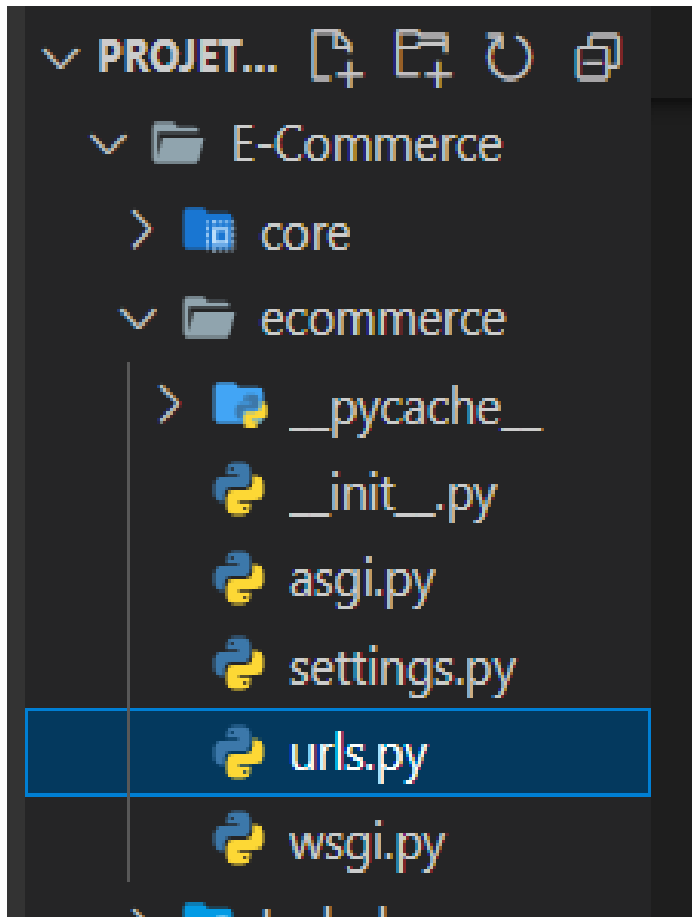 PROJET...
E-Commerce
core
ecommerce
__pycache__
__init__.py
asgi.py
settings.py
urls.py
wsgi.py